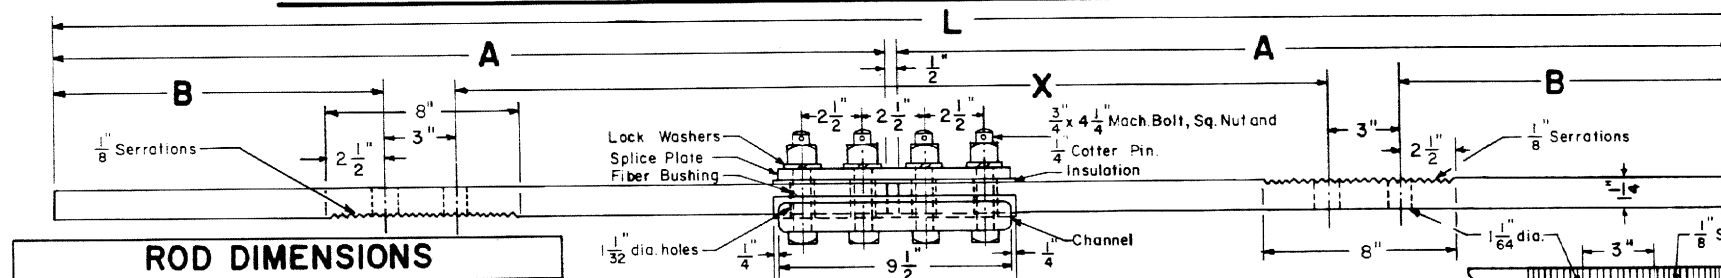 L
A
A
1/2"
B
X
B
8"
2 1/2" 2 1/2" 2 1/2"
3/4" x 4 1/4" Mach. Bolt, Sq. Nut and
1/4" Cotter Pin.
Lock Washers
Splice Plate
Fiber Bushing
Insulation
3"
3"
1/8" Serrations
2 1/2"
2 1/2"
1/8" Serrations
1 1/32" dia. holes
1/4"
9 1/2"
1/4"
Channel
8"
1 1/64" dia.
3"
1/8" S
ROD DIMENSIONS